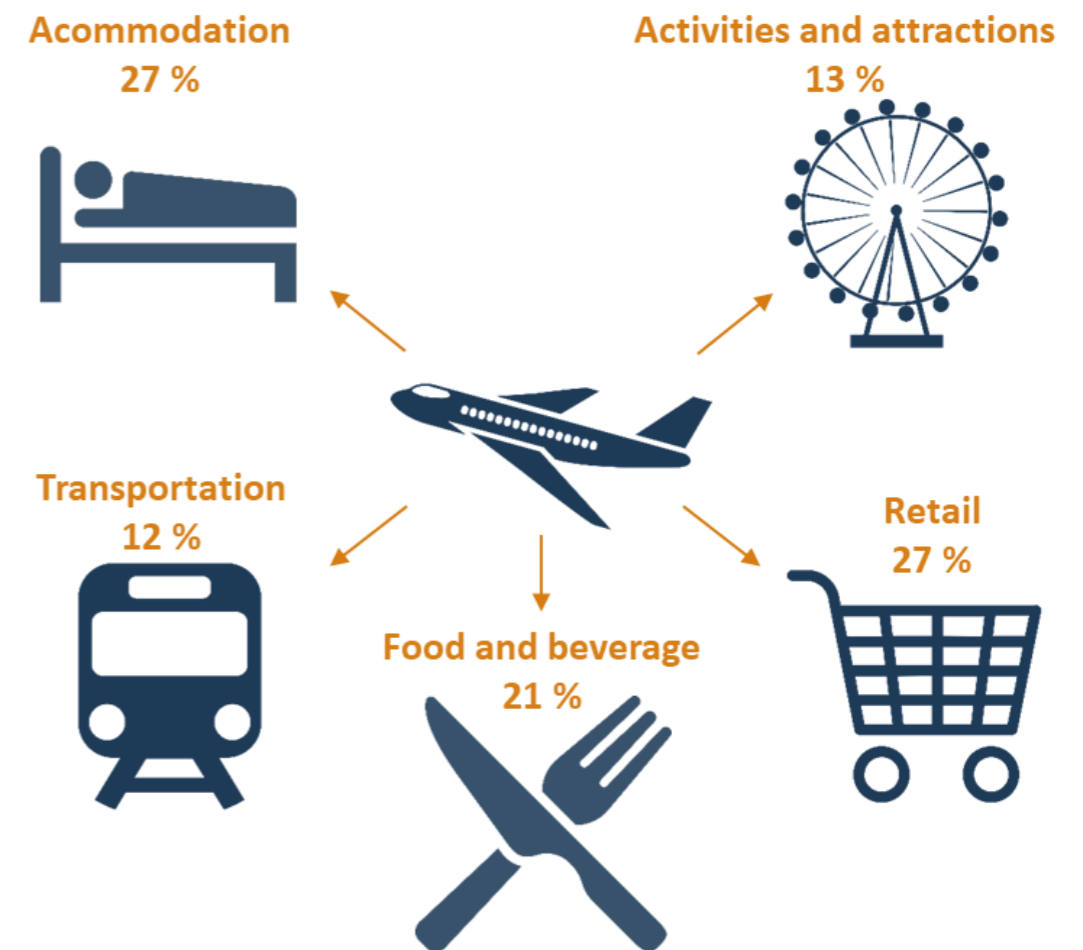 Acommodation
27 %
Activities and attractions
13 %
Transportation
12 %
Retail
27 %
Food and beverage
21 %